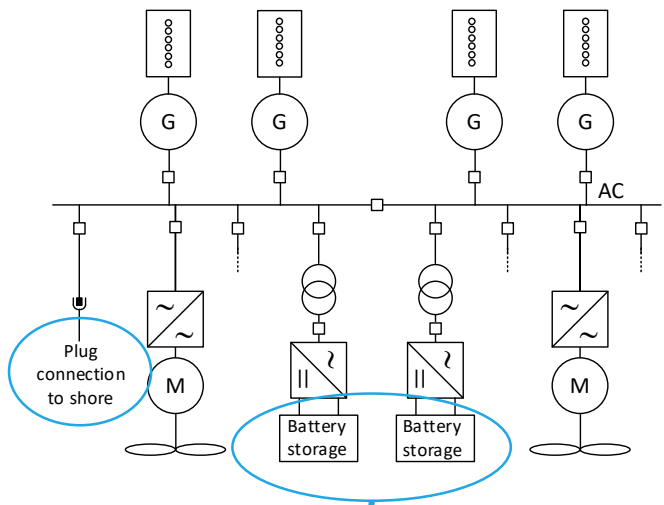 G
G
G
G
AC
Plug
connection
to shore
M
M
Battery
storage
Battery
storage